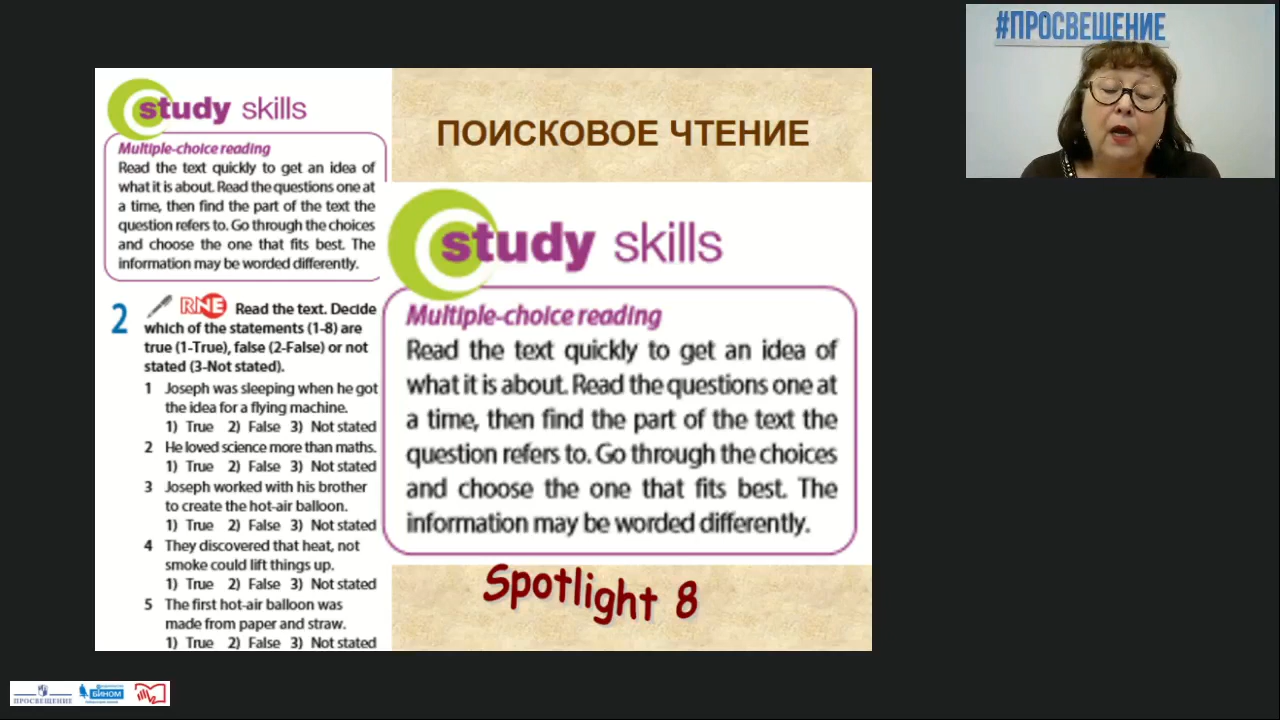 #ПРОСВЕЩЕНИЕ
study skills
Multiple-choice reading
Read the text quickly to get an idea of
what it is about. Read the questions one at
a time, then find the part of the text the
question refers to. Go through the choices
and choose the one that fits best. The
information may be worded differently.
2 RNE Read the text. Decide
which of the statements (1-8) are
true (1-True), false (2-False) or not
stated (3-Not stated).
1 Joseph was sleeping when he got
the idea for a flying machine.
1) True 2) False 3) Not stated
2 He loved science more than maths.
1) True 2) False 3) Not stated
3 Joseph worked with his brother
to create the hot-air balloon.
1) True 2) False 3) Not stated
4 They discovered that heat, not
smoke could lift things up.
1) True 2) False 3) Not stated
5 The first hot-air balloon was
made from paper and straw.
1) True 2) False 3) Not stated
ПОИСКОВОЕ ЧТЕНИЕ
study skills
Multiple-choice reading
Read the text quickly to get an idea of
what it is about. Read the questions one at
a time, then find the part of the text the
question refers to. Go through the choices
and choose the one that fits best. The
information may be worded differently.
Spotlight 8
ПРОСВЕЩЕНИЕ
БИНОМ